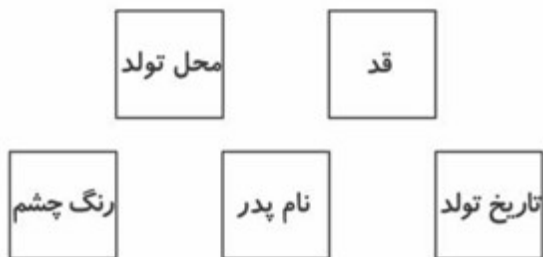 قد
محل تولد
تاریخ تولد
نام پدر
رنگ چشم